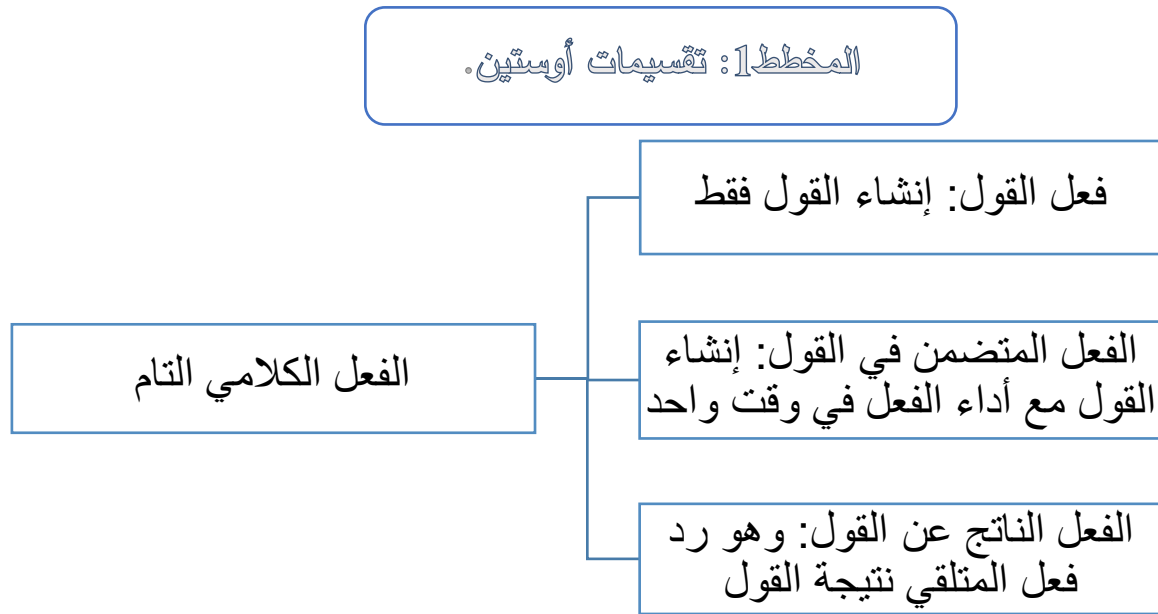 المخطط1: تقسيمات أوستين.
فعل القول: إنشاء القول فقط
الفعل المتضمن في القول: إنشاء
القول مع أداء الفعل في وقت واحد
الفعل الكلامي التام
الفعل الناتج عن القول: وهو رد
فعل المتلقي نتيجة القول